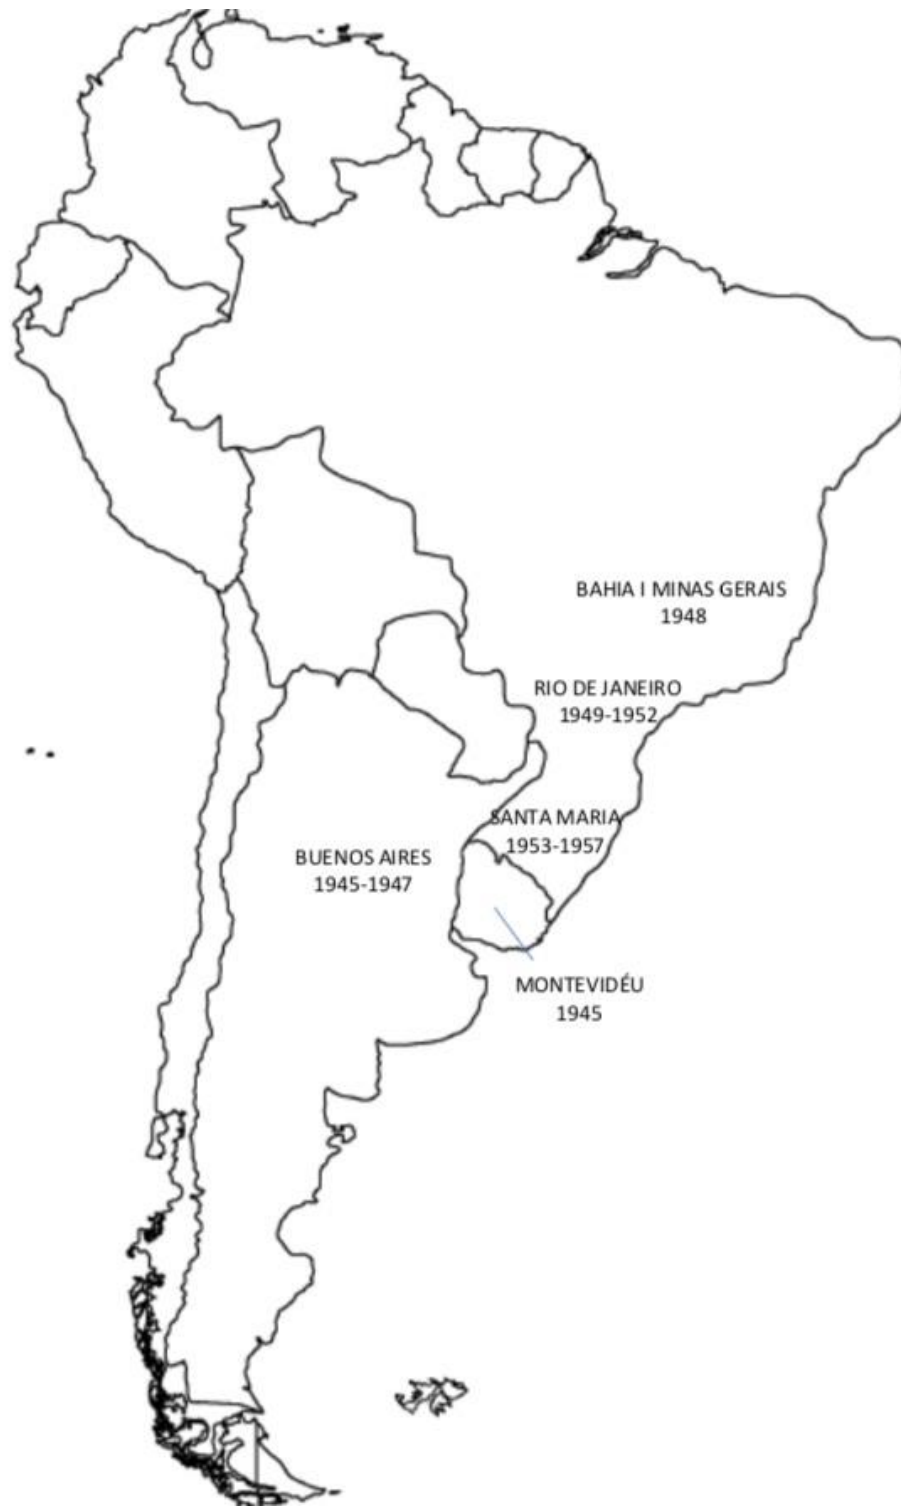 BAHIA I MINAS GERAIS
1948
RIO DE JANEIRO
1949-1952
SANTA MARIA
1953-1957
BUENOS AIRES
1945-1947
MONTEVIDÉU
1945